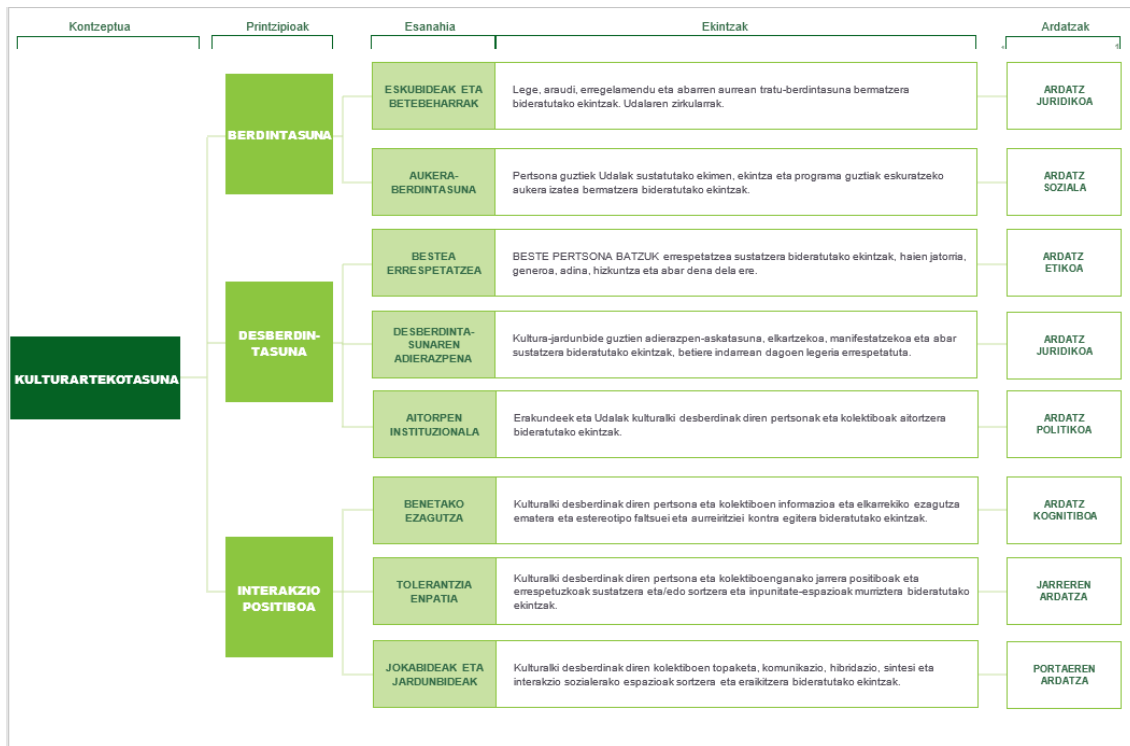 Kontzeptua
Printzipioak
Esanahia
Ekintzak
Ardatzak
KULTURARTEKOTASUNA
BERDINTASUNA
ESKUBIDEAK ETA
BETEBEHARRAK
Lege, araudi, erregelamendu eta abarren aurrean tratu-berdintasuna bermatzera
bideratutako ekintzak. Udalaren zirkularrak.
ARDATZ
JURIDIKOA
AUKERA-
BERDINTASUNA
Pertsona guztiek Udalak sustatutako ekimen, ekintza eta programa guztiak eskuratzeko
aukera izatea bermatzera bideratutako ekintzak.
ARDATZ
SOZIALA
DESBERDIN-
TASUNA
BESTEA
ERRESPETATZEA
BESTE PERTSONA BATZUK errespetatzea sustatzera bideratutako ekintzak, haien jatorria,
generoa, adina, hizkuntza eta abar dena dela ere.
ARDATZ
ETIKOA
DESBERDINTA-
SUNAREN
ADIERAZPENA
Kultura-jardunbide guztien adierazpen-askatasuna, elkartzekoa, manifestatzekoa eta abar
sustatzera bideratutako ekintzak, betiere indarrean dagoen legeria errespetatuta.
ARDATZ
JURIDIKOA
AITORPEN
INSTITUZIONALA
Erakundeek eta Udalak kulturalki desberdinak diren pertsonak eta kolektiboak aitortzera
bideratutako ekintzak.
ARDATZ
POLITIKOA
INTERAKZIO
POSITIBOA
BENETAKO
EZAGUTZA
Kulturalki desberdinak diren pertsona eta kolektiboen informazioa eta elkarrekiko ezagutza
ematera eta estereotipo faltsuei eta aurreiritziei kontra egitera bideratutako ekintzak.
ARDATZ
KOGNITIBOA
TOLERANTZIA
ENPATIA
Kulturalki desberdinak diren pertsona eta kolektiboenganako jarrera positiboak eta
errespetuzkoak sustatzera eta/edo sortzera eta inpunitate-espazioak murriztera bideratutako
ekintzak.
JARREREN
ARDATZA
JOKABIDEAK ETA
JARDUNBIDEAK
Kulturalki desberdinak diren kolektiboen topaketa, komunikazio, hibridazio, sintesi eta
interakzio sozialerako espazioak sortzera eta eraikitzera bideratutako ekintzak.
PORTAEREN
ARDATZA